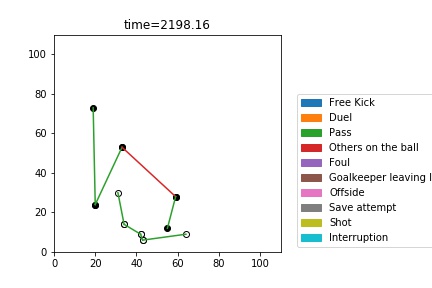 time=2198.16
100
80
60
40
20
0
0 20 40 60 80 100
Free Kick
Duel
Pass
Others on the ball
Foul
Goalkeeper leaving l
Offside
Save attempt
Shot
Interruption